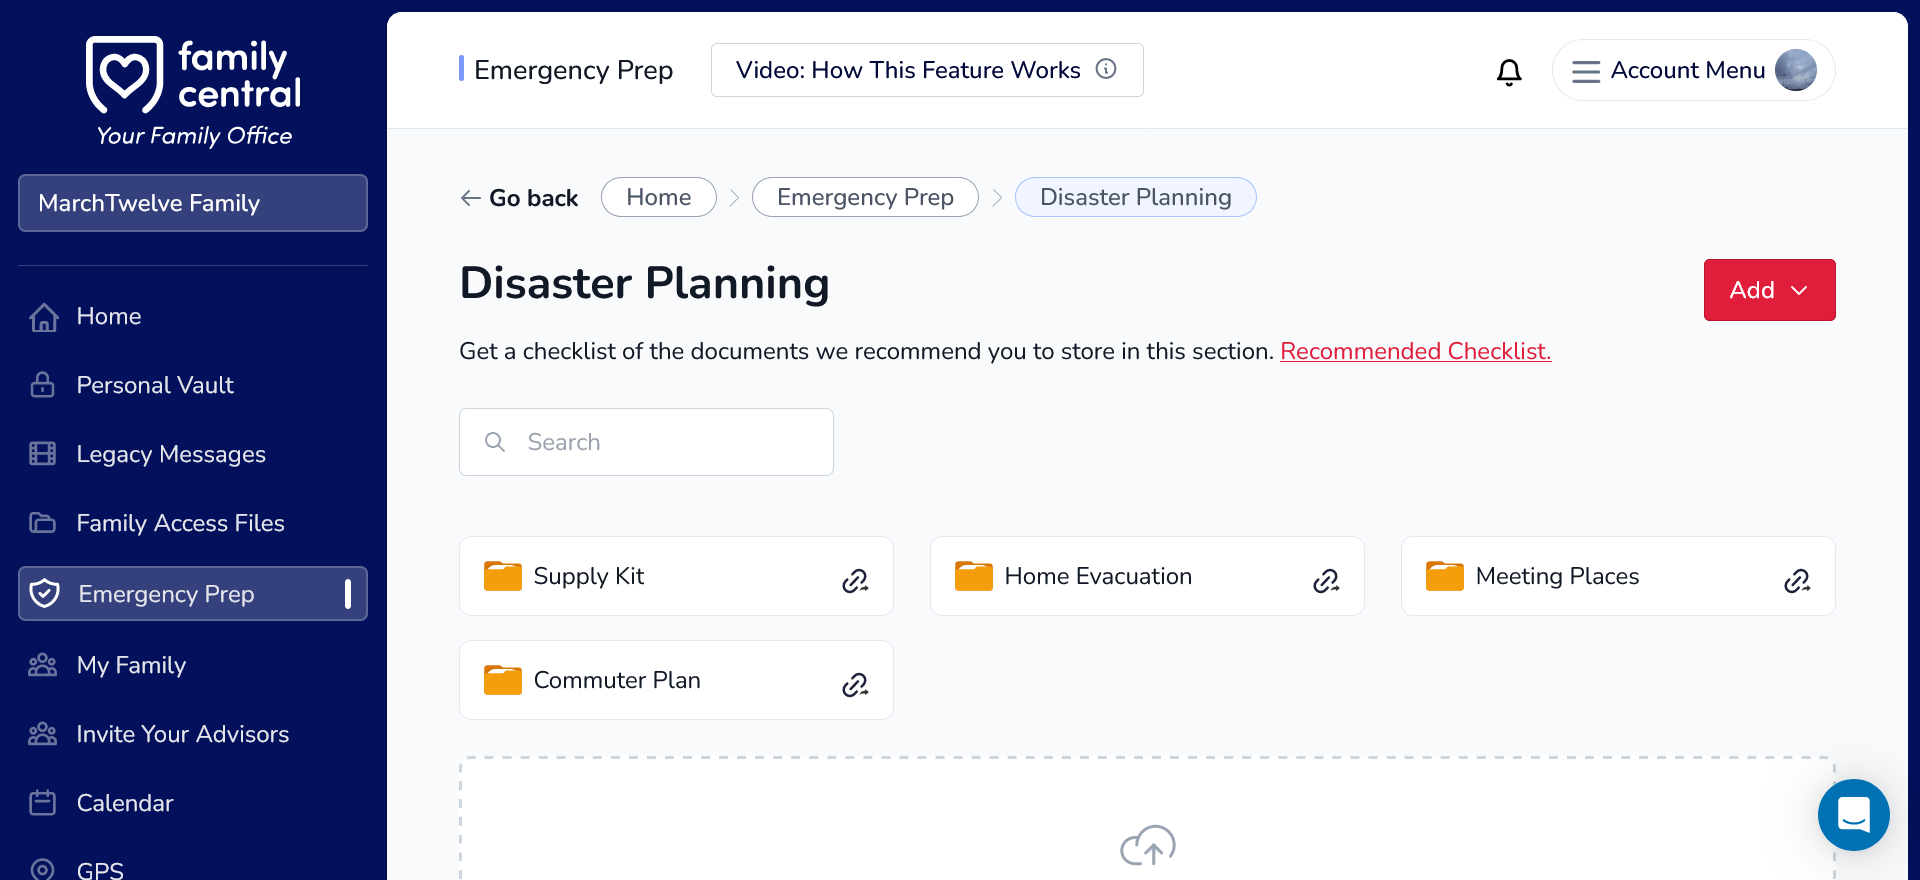 family
central
Your Family Office
MarchTwelve Family
Home
Personal Vault
Legacy Messages
Family Access Files
Emergency Prep
My Family
Invite Your Advisors
Calendar
GPS
Emergency Prep
Video: How This Feature Works
Account Menu
Go back
Home
Emergency Prep
Disaster Planning
Disaster Planning
Add
Get a checklist of the documents we recommend you to store in this section. Recommended Checklist.
Search
Supply Kit
Home Evacuation
Meeting Places
Commuter Plan